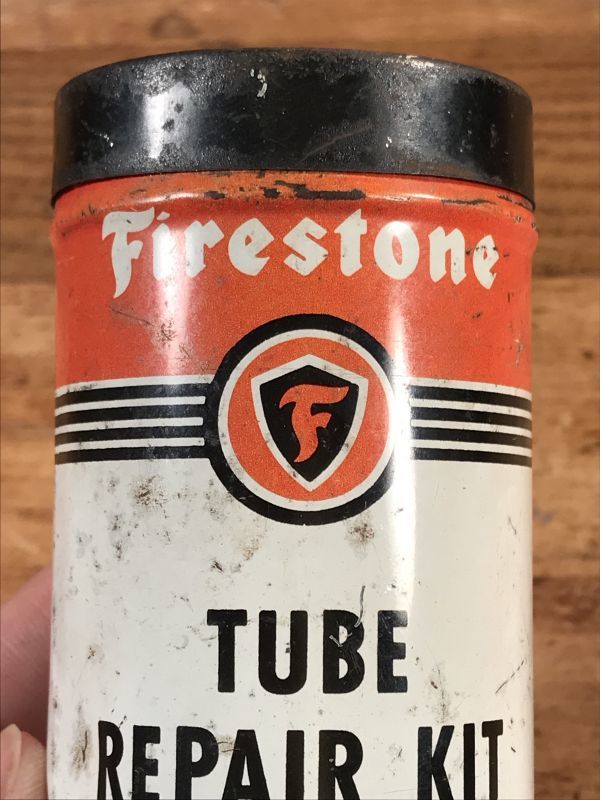 Firestone
F
TUBE
REPAIR KIT